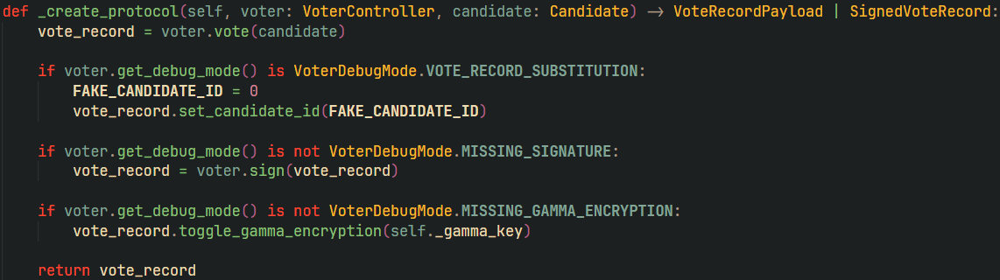 def _create_protocol(self, voter: VoterController, candidate: Candidate) -> VoteRecordPayload | SignedVoteRecord:
    vote_record = voter.vote(candidate)

    if voter.get_debug_mode() is VoterDebugMode.VOTE_RECORD_SUBSTITUTION:
        FAKE_CANDIDATE_ID = 0
        vote_record.set_candidate_id(FAKE_CANDIDATE_ID)

    if voter.get_debug_mode() is not VoterDebugMode.MISSING_SIGNATURE:
        vote_record = voter.sign(vote_record)

    if voter.get_debug_mode() is not VoterDebugMode.MISSING_GAMMA_ENCRYPTION:
        vote_record.toggle_gamma_encryption(self._gamma_key)

    return vote_record